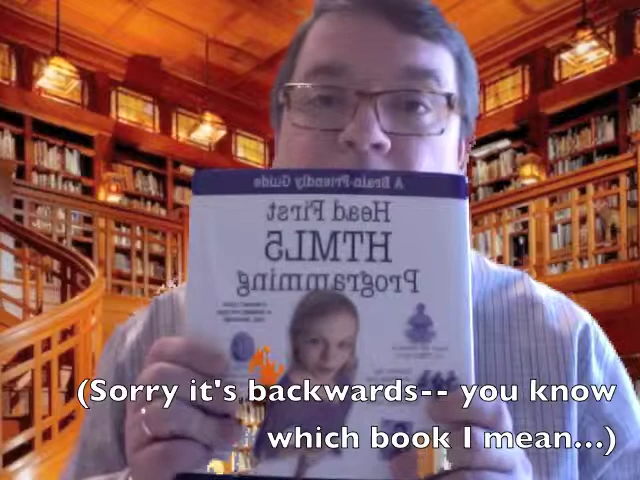 A Brain-Friendly Guide
Head First
HTML5
Programming
(Sorry it's backwards-- you know
which book I mean...)